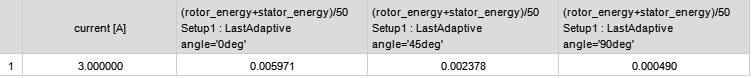 current [A]
(rotor_energy+stator_energy)/50
Setup1 : LastAdaptive
angle='0deg'
(rotor_energy+stator_energy)/50
Setup1 : LastAdaptive
angle='45deg'
(rotor_energy+stator_energy)/50
Setup1 : LastAdaptive
angle='90deg'
1 3.000000 0.005971 0.002378 0.000490